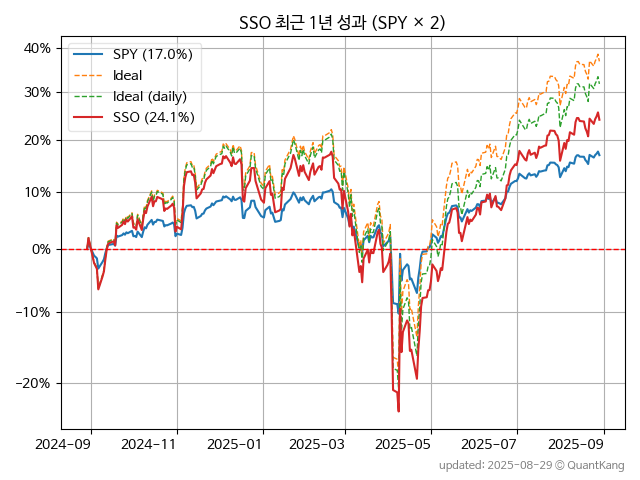 SSO 최근 1년 성과 (SPY × 2)
SPY (17.0%)
Ideal
Ideal (daily)
SSO (24.1%)
40%
30%
20%
10%
0%
−10%
−20%
2024-09 2024-11 2025-01 2025-03 2025-05 2025-07 2025-09
updated: 2025-08-29 © QuantKang